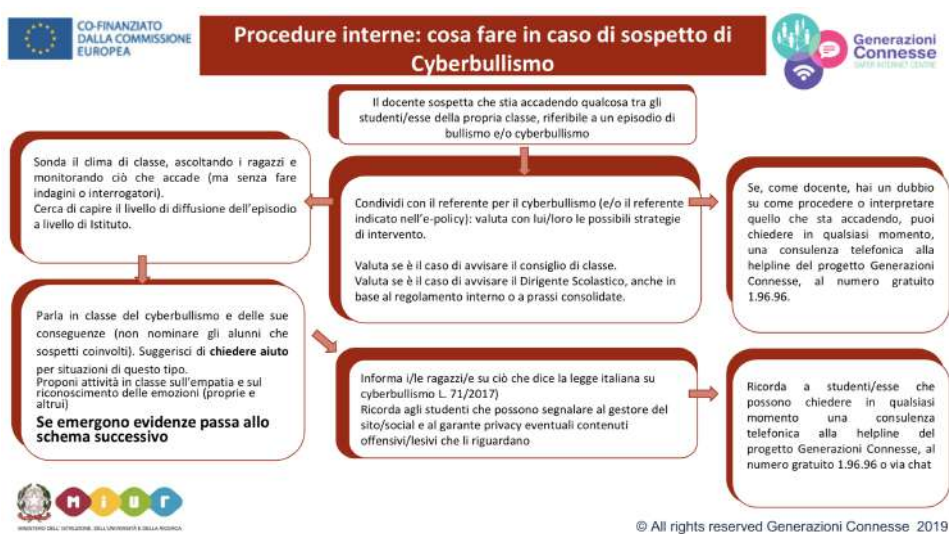 CO-FINANZIATO
DALLA COMMISSIONE
EUROPEA
Procedure interne: cosa fare in caso di sospetto di
Cyberbullismo
Generazioni
Connesse
SAFER INTERNET CENTRE
Il docente sospetta che stia accadendo qualcosa tra gli
studenti/esse della propria classe, riferibile a un episodio di
bullismo e/o cyberbullismo
Sonda il clima di classe, ascoltando i ragazzi e
monitorando ciò che accade (ma senza fare
indagini o interrogatori).
Cerca di capire il livello di diffusione dell'episodio
a livello di Istituto.
Condividi con il referente per il cyberbullismo (e/o il referente
indicato nell'e-policy): valuta con lui/loro le possibili strategie
di intervento.
Valuta se è il caso di avvisare il consiglio di classe.
Valuta se è il caso di avvisare il Dirigente Scolastico, anche in
base al regolamento interno o a prassi consolidate.
Se, come docente, hai un dubbio
su come procedere o interpretare
quello che sta accadendo, puoi
chiedere in qualsiasi momento,
una consulenza telefonica alla
helpline del progetto Generazioni
Connesse, al numero gratuito
1.96.96.
Parla in classe del cyberbullismo e delle sue
conseguenze (non nominare gli alunni che
sospetti coinvolti). Suggerisci di chiedere aiuto
per situazioni di questo tipo.
Proponi attività in classe sull'empatia e sul
riconoscimento delle emozioni (proprie e
altrui)
Se emergono evidenze passa allo
schema successivo
Informa i/le ragazzi/e su ciò che dice la legge italiana su
cyberbullismo L. 71/2017)
Ricorda agli studenti che possono segnalare al gestore del
sito/social e al garante privacy eventuali contenuti
offensivi/lesivi che li riguardano
Ricorda a studenti/esse che
possono chiedere in qualsiasi
momento una consulenza
telefonica alla helpline del
progetto Generazioni Connesse, al
numero gratuito 1.96.96 o via chat
MIUR
MINISTERO DELL'ISTRUZIONE, DELL'UNIVERSITÀ E DELLA RICERCA
© All rights reserved Generazioni Connesse 2019